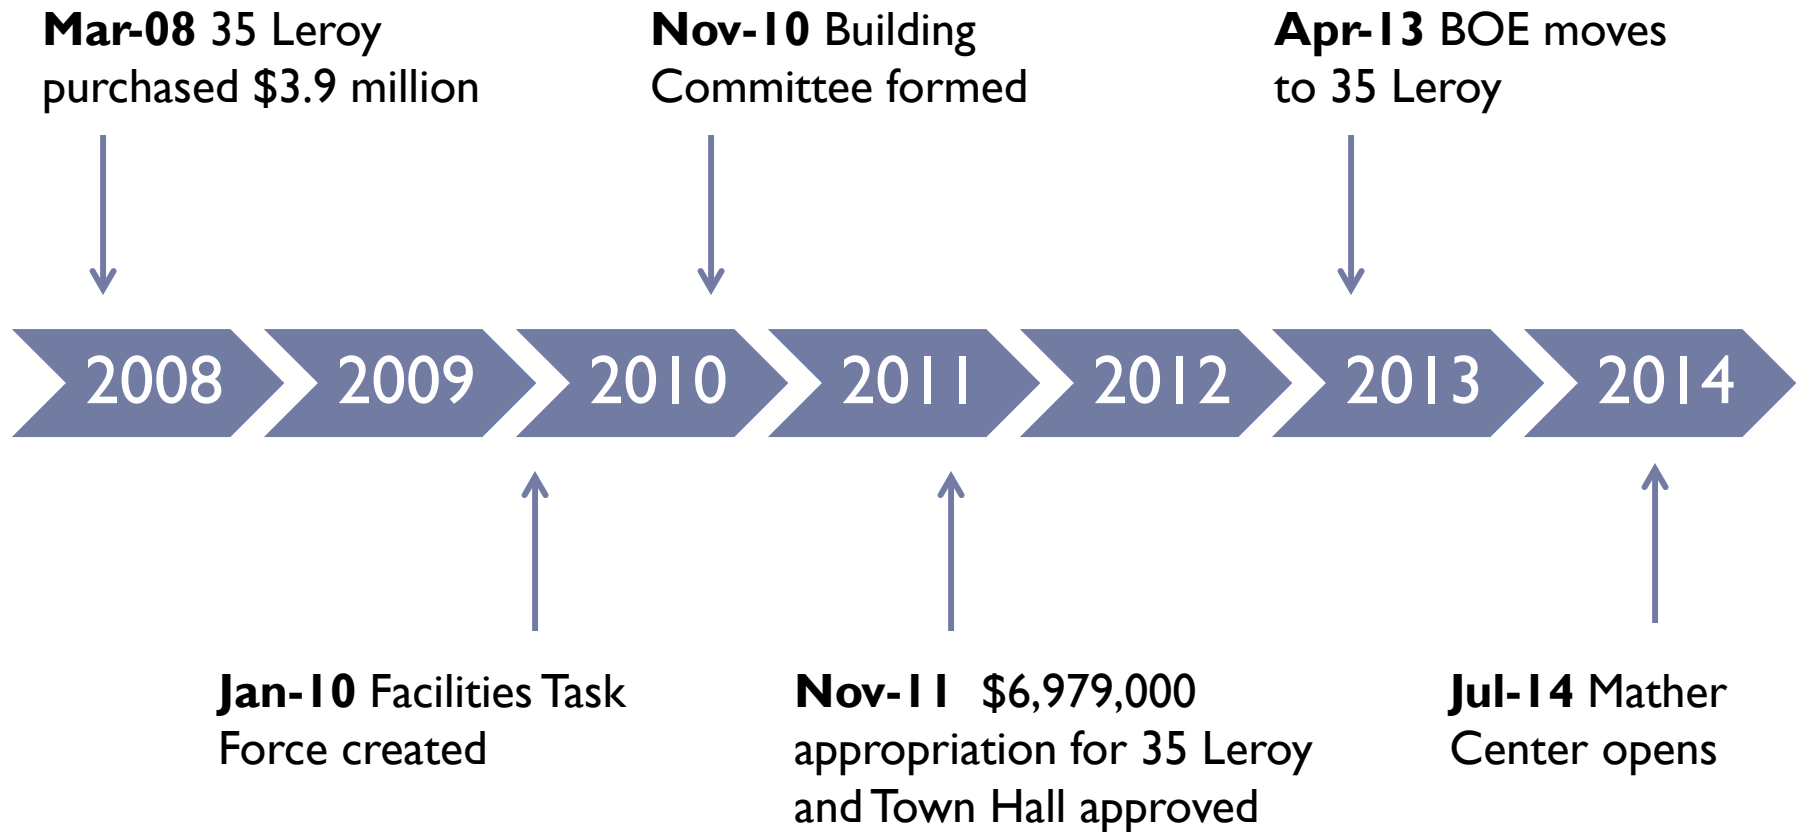 Mar-08 35 Leroy
purchased $3.9 million
Nov-10 Building
Committee formed
Apr-13 BOE moves
to 35 Leroy
2008
2009
2010
2011
2012
2013
2014
Jan-10 Facilities Task
Force created
Nov-11 $6,979,000
appropriation for 35 Leroy
and Town Hall approved
Jul-14 Mather
Center opens